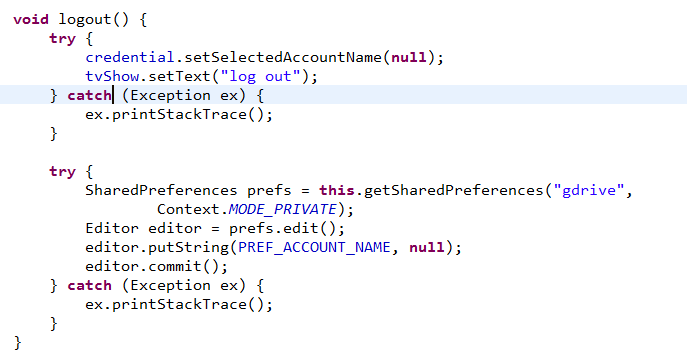 void logout() {
    try {
        credential.setSelectedAccountName(null);
        tvShow.setText("log out");
    } catch (Exception ex) {
        ex.printStackTrace();
    }

    try {
        SharedPreferences prefs = this.getSharedPreferences("gdrive",
                Context.MODE_PRIVATE);
        Editor editor = prefs.edit();
        editor.putString(PREF_ACCOUNT_NAME, null);
        editor.commit();
    } catch (Exception ex) {
        ex.printStackTrace();
    }
}